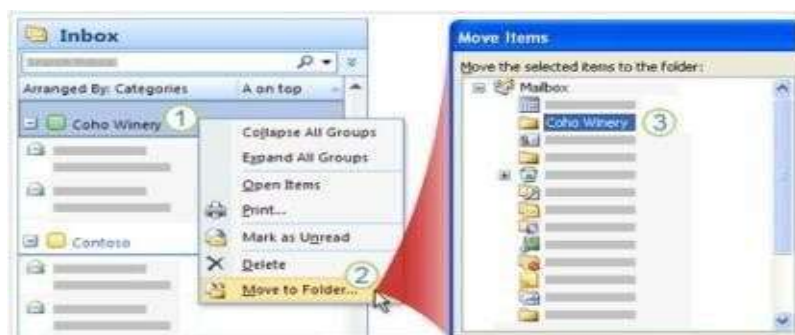 Inbox
Arranged By: Categories
A on top
Coho Winery
1
Collapse All Groups
Expand All Groups
Open Items
Print...
Mark as Unread
Delete
2
Move to Folder...
Contoso
Move Items
Move the selected items to the folder:
Mailbox
Coho Winery
3